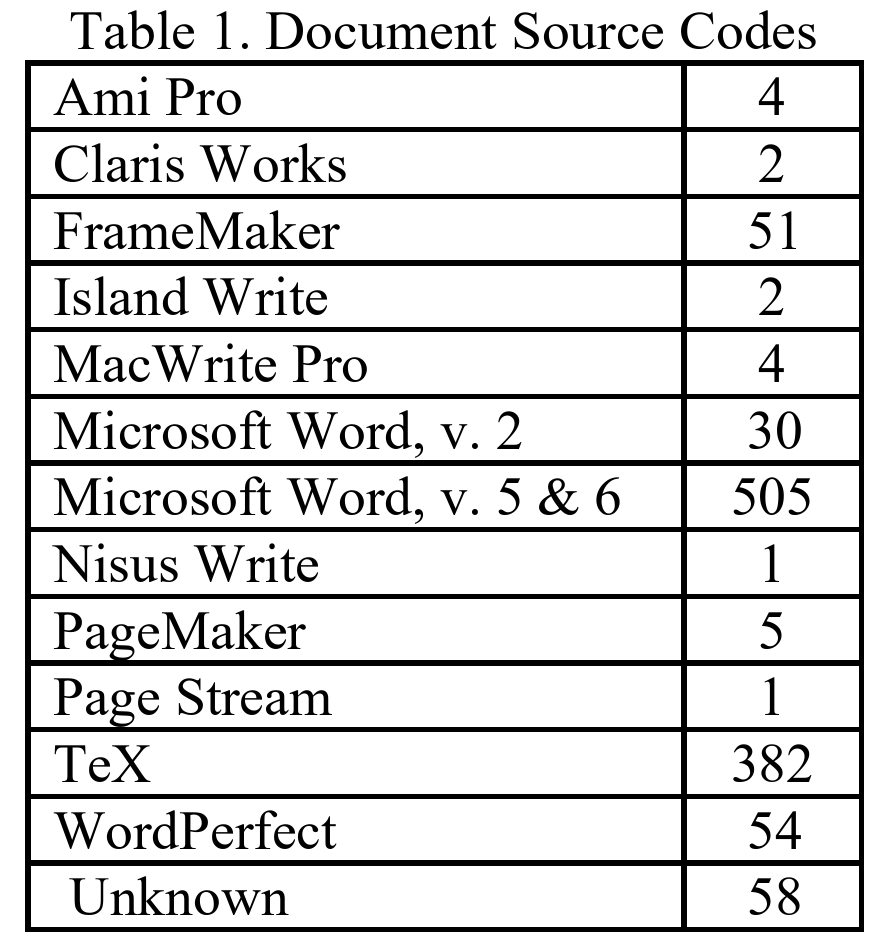 Table 1. Document Source Codes
Ami Pro 4
Claris Works 2
FrameMaker 51
Island Write 2
MacWrite Pro 4
Microsoft Word, v. 2 30
Microsoft Word, v. 5 & 6 505
Nisus Write 1
PageMaker 5
Page Stream 1
TeX 382
WordPerfect 54
Unknown 58